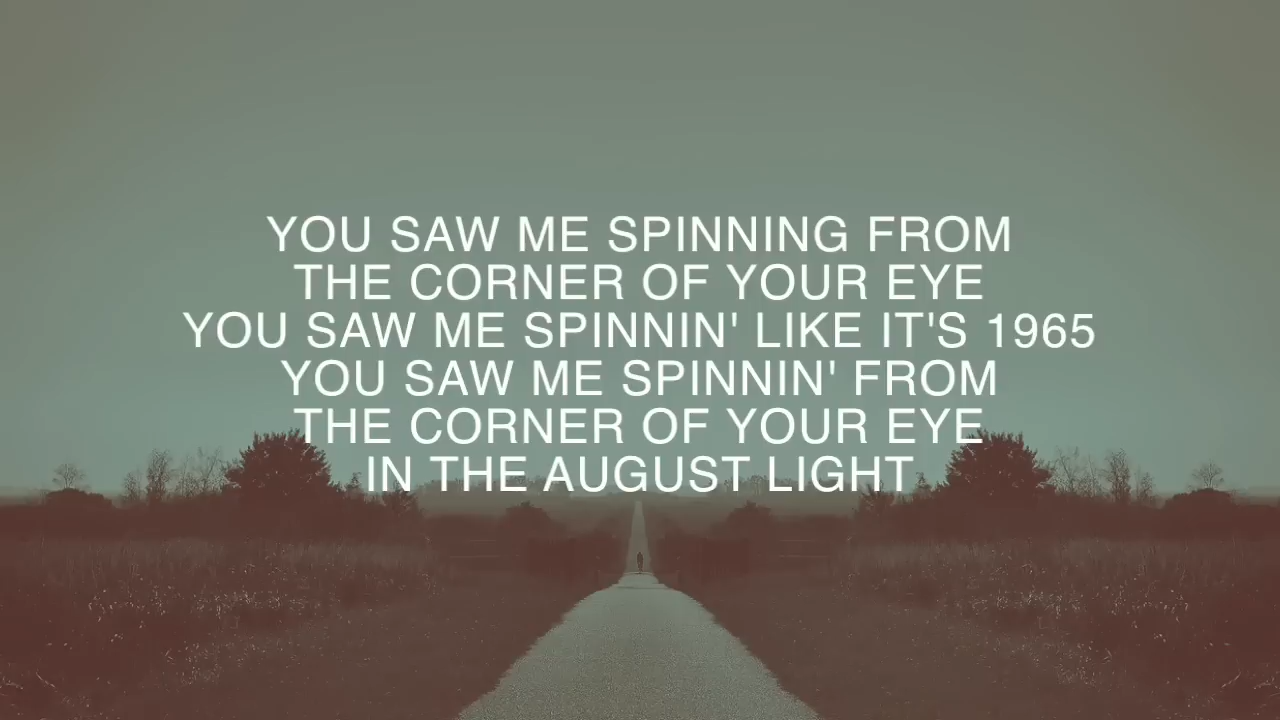 YOU SAW ME SPINNING FROM
THE CORNER OF YOUR EYE
YOU SAW ME SPINNIN' LIKE IT'S 1965
YOU SAW ME SPINNIN' FROM
THE CORNER OF YOUR EYE
IN THE AUGUST LIGHT